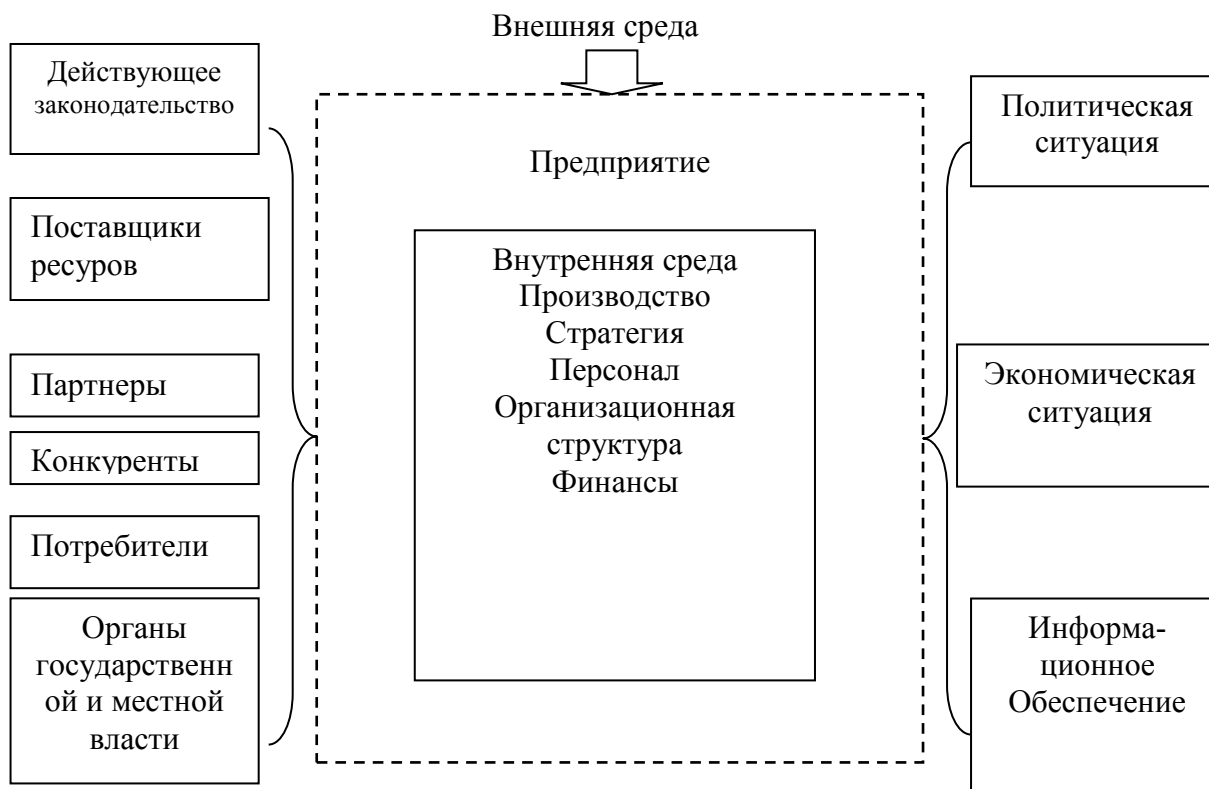 Внешняя среда
Действующее
законодательство
Поставщики
ресуров
Партнеры
Конкуренты
Потребители
Органы
государственн
ой и местной
власти
Предприятие
Внутренняя среда
Производство
Стратегия
Персонал
Организационная
структура
Финансы
Политическая
ситуация
Экономическая
ситуация
Информа-
ционное
Обеспечение